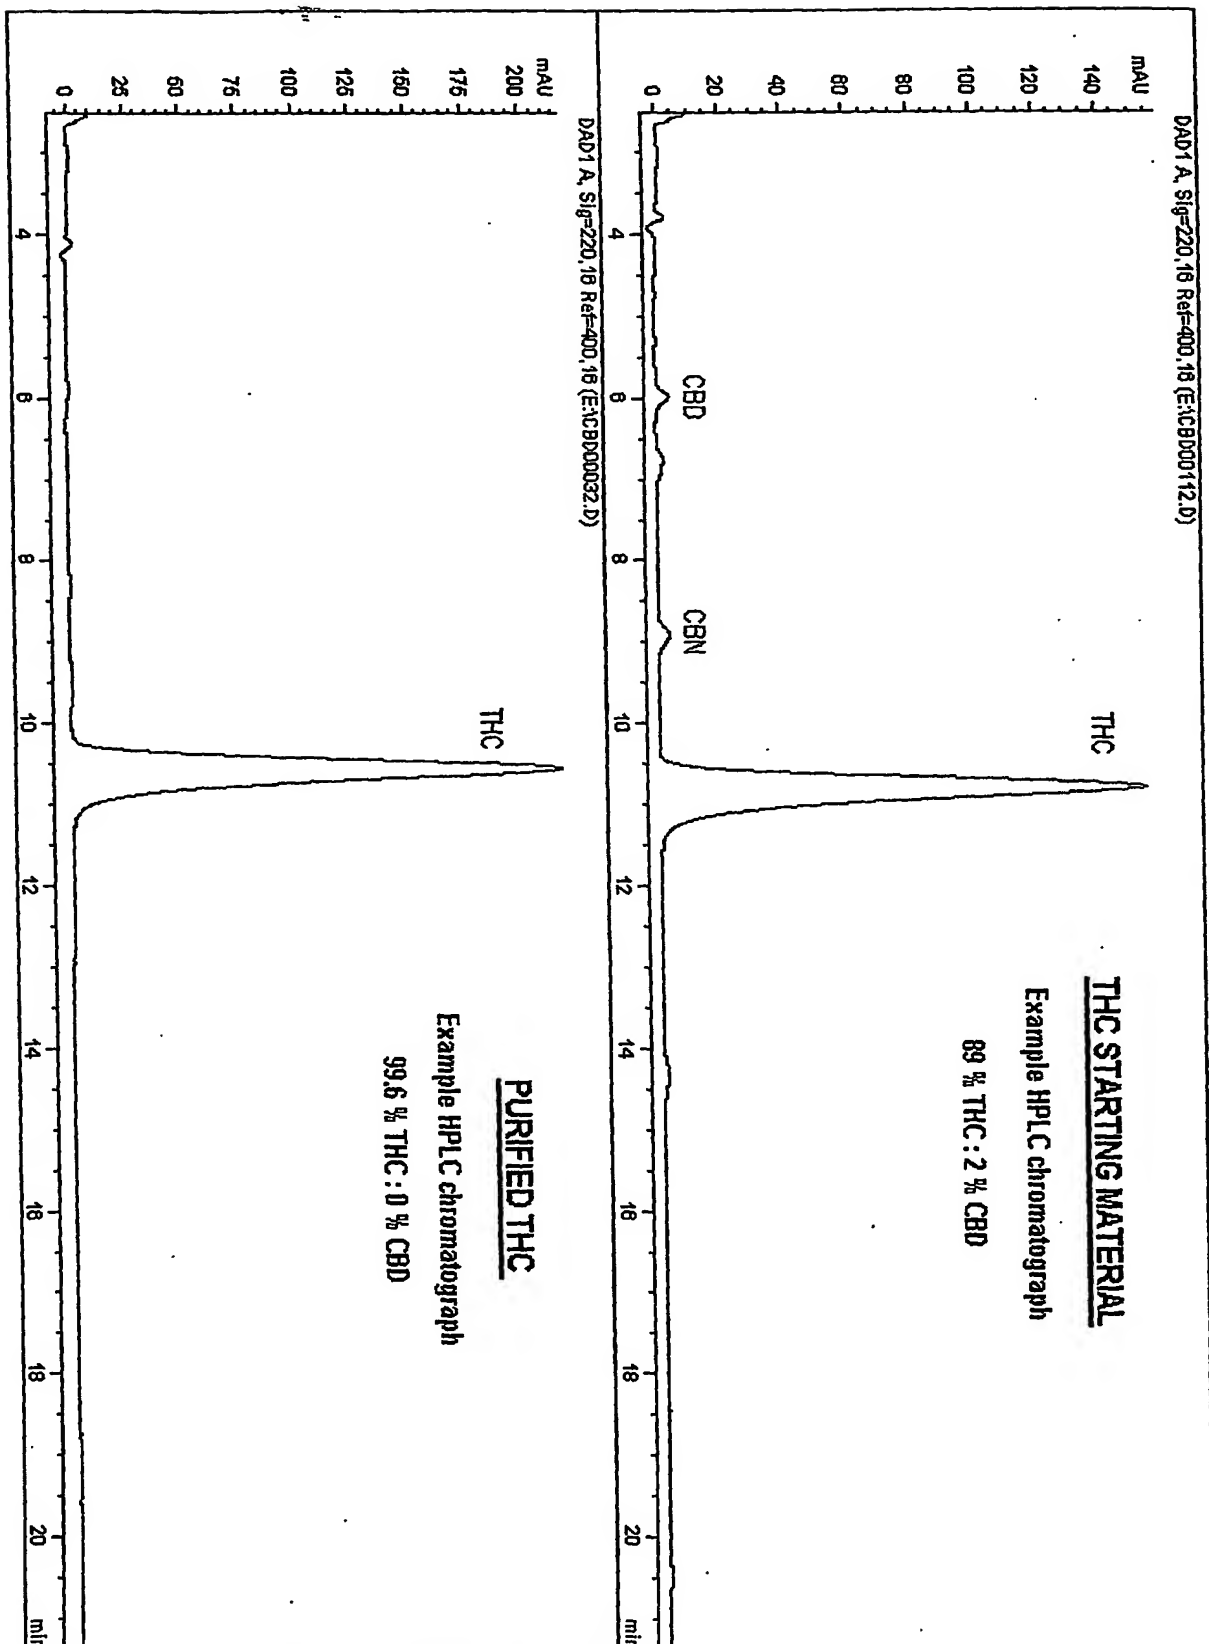 DAD1 A, Sig=220,16 Ref=400,16 (E:\CBD00112.D)
mAU
140
120
100
80
60
40
20
0
CBD
CBN
THC
THC STARTING MATERIAL
Example HPLC chromatograph
89 % THC : 2 % CBD
4
6
8
10
12
14
16
18
20
min
DAD1 A, Sig=220,16 Ref=400,16 (E:\CBD00032.D)
mAU
200
175
150
125
100
75
50
25
0
THC
PURIFIED THC
Example HPLC chromatograph
99.6 % THC : 0 % CBD
4
6
8
10
12
14
16
18
20
min